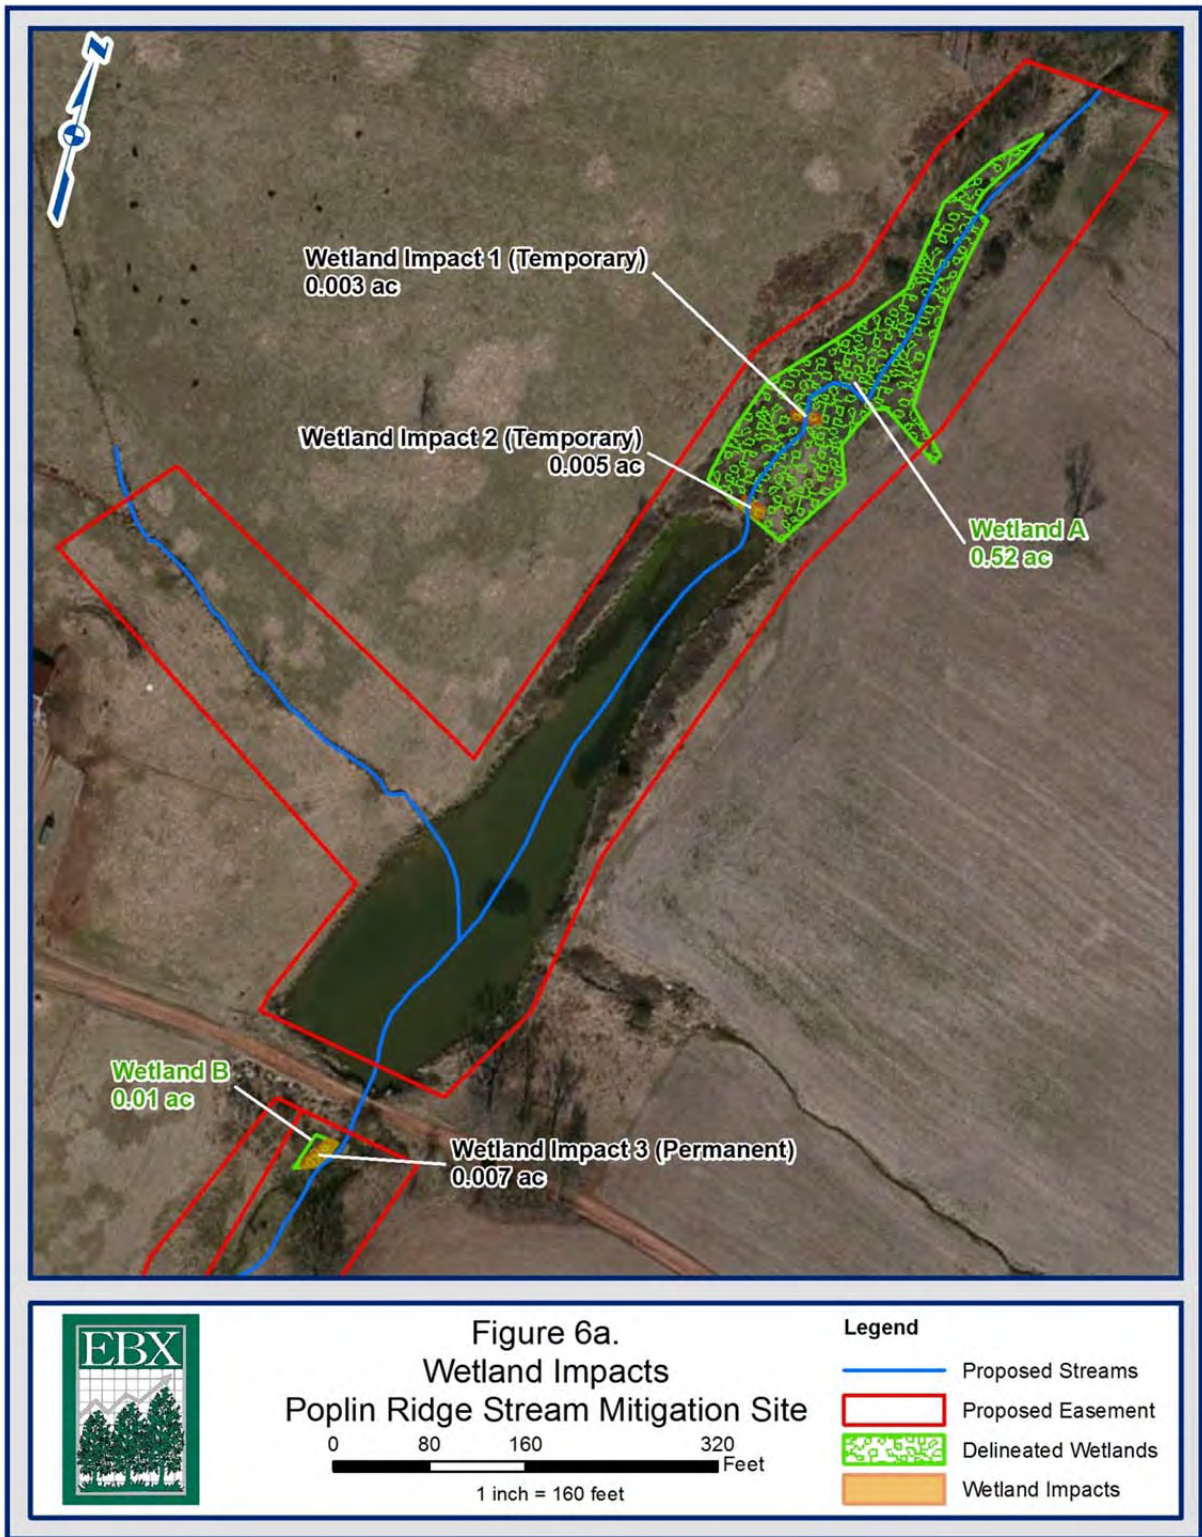 N
Wetland Impact 1 (Temporary)
0.003 ac
Wetland Impact 2 (Temporary)
0.005 ac
Wetland A
0.52 ac
Wetland B
0.01 ac
Wetland Impact 3 (Permanent)
0.007 ac
EBX
Figure 6a.
Wetland Impacts
Poplin Ridge Stream Mitigation Site
0 80 160 320
Feet
1 inch = 160 feet
Legend
Proposed Streams
Proposed Easement
Delineated Wetlands
Wetland Impacts